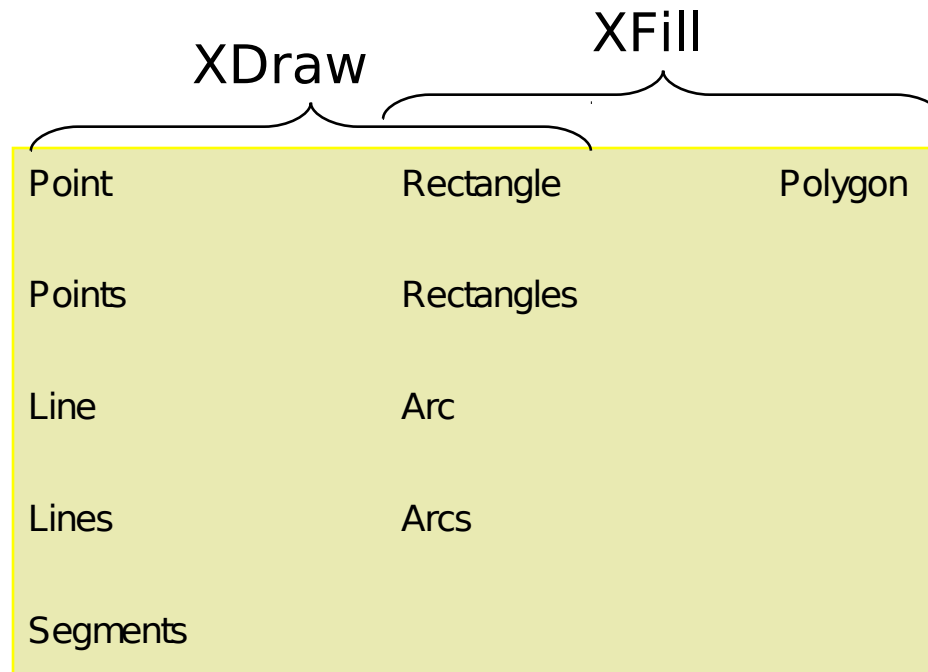 XDraw
XFill
Point Rectangle Polygon
Points Rectangles
Line Arc
Lines Arcs
Segments